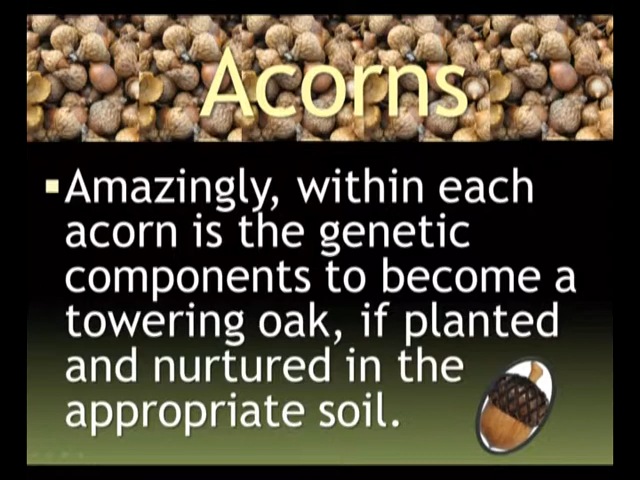 Acorns
Amazingly, within each
acorn is the genetic
components to become a
towering oak, if planted
and nurtured in the
appropriate soil.